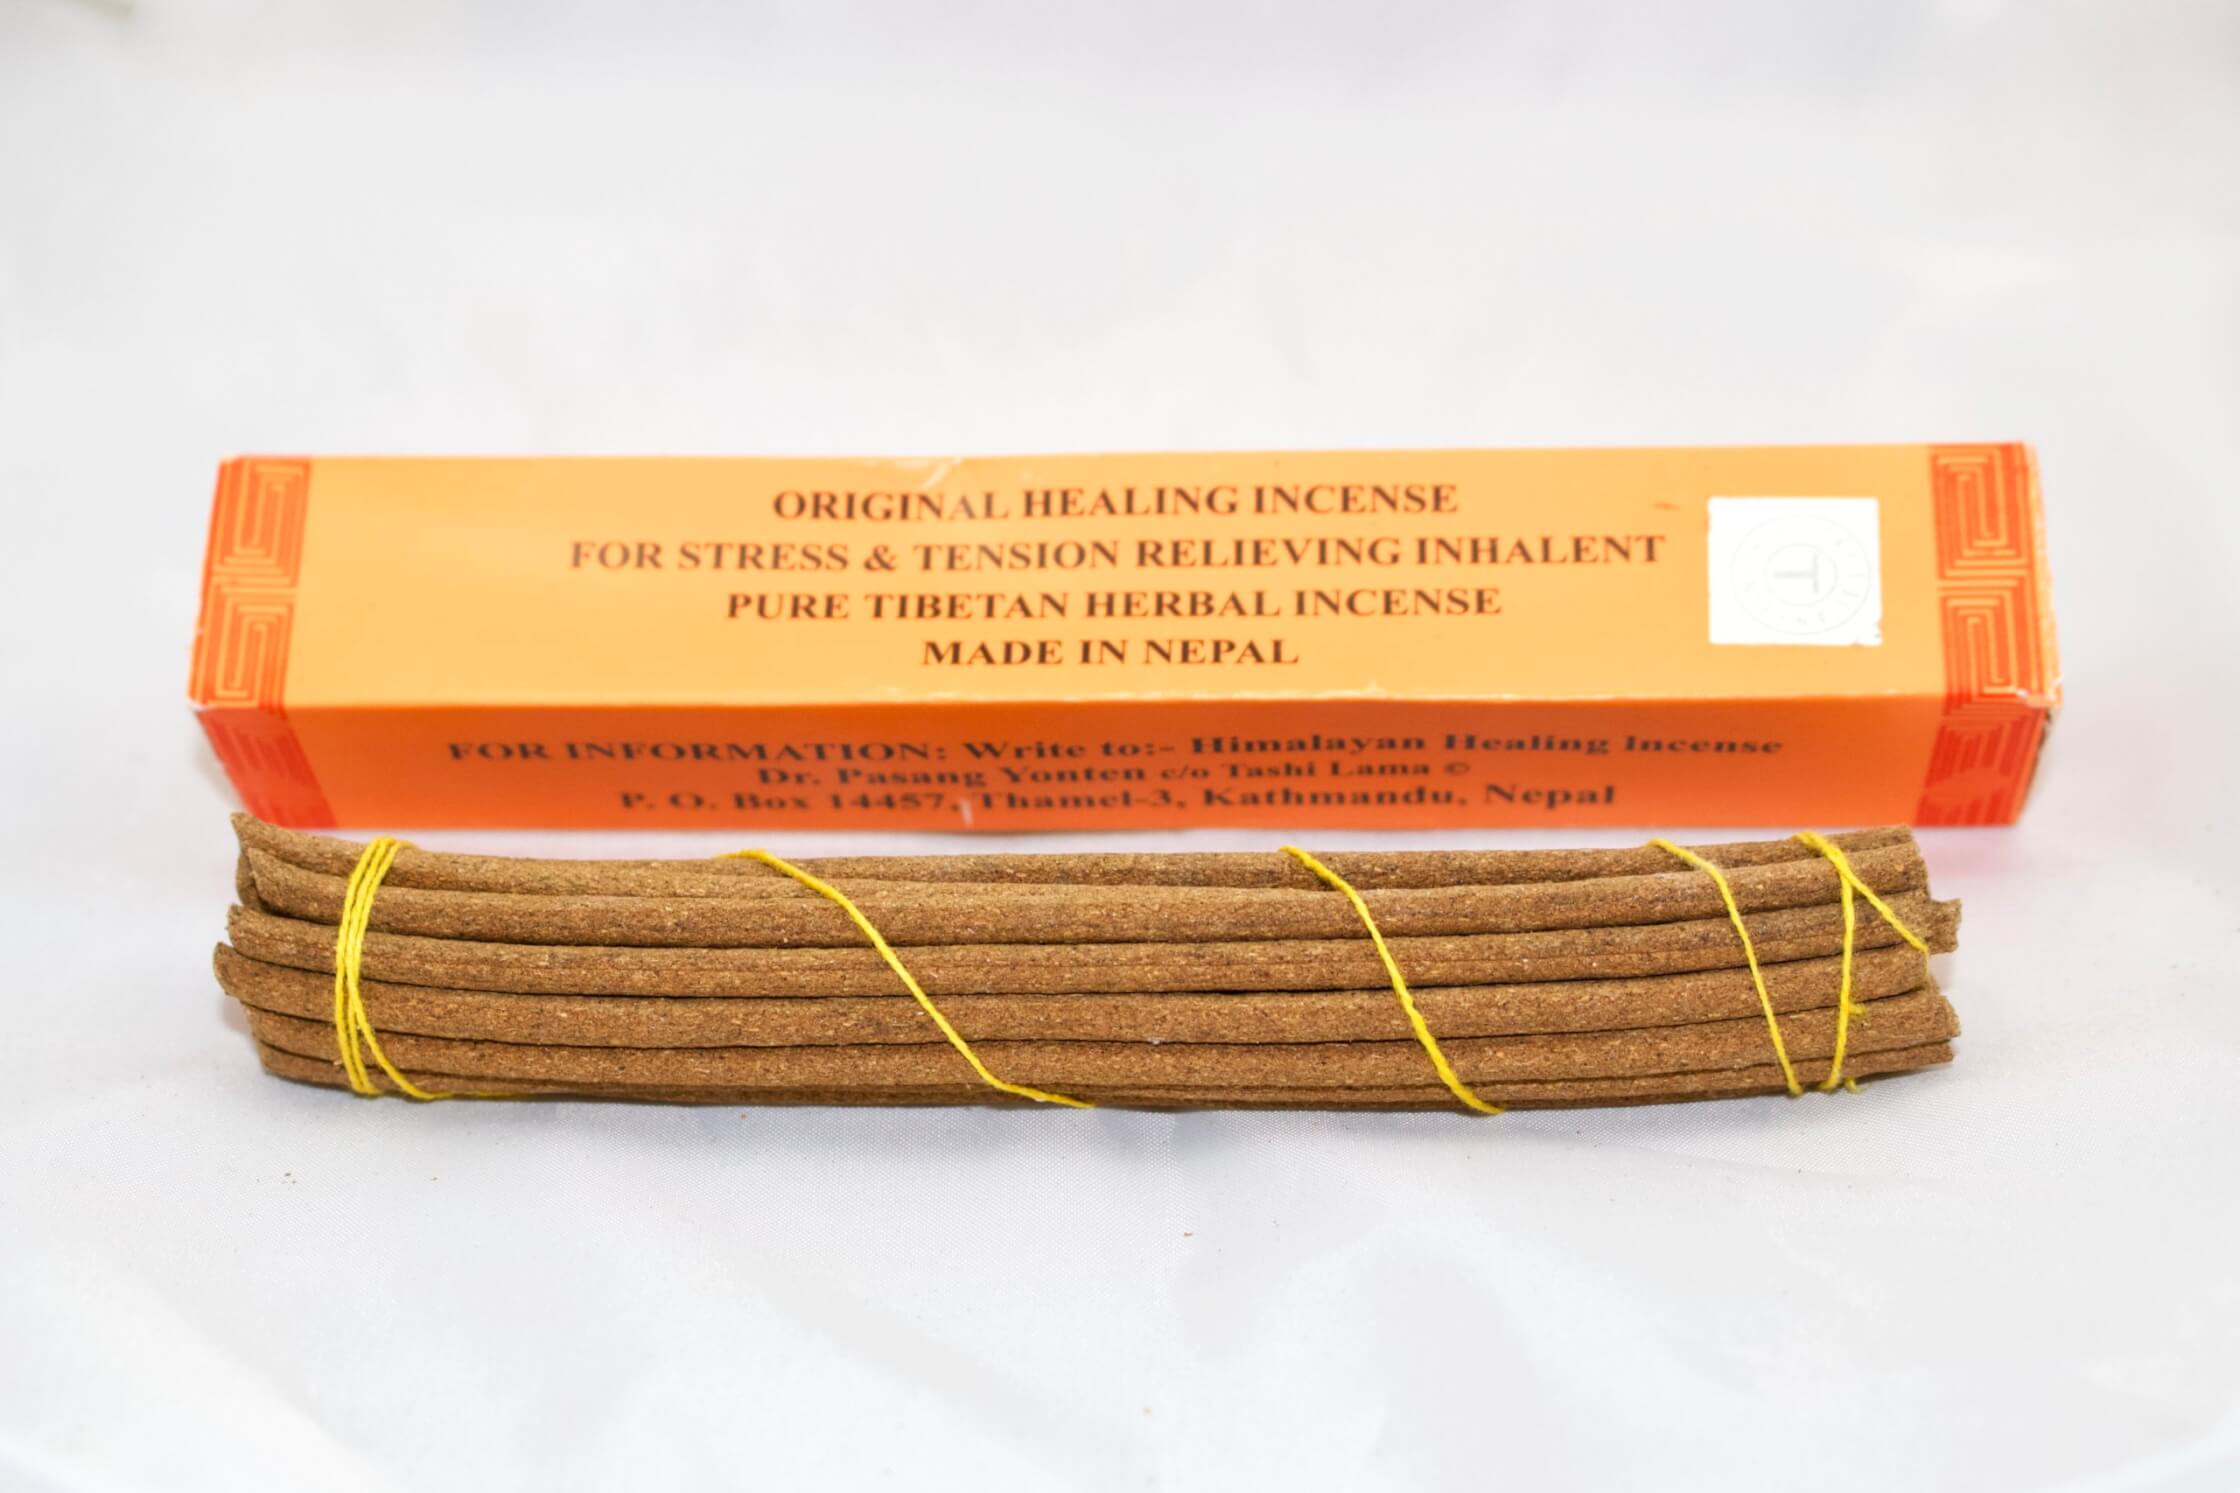 ORIGINAL HEALING INCENSE
FOR STRESS & TENSION RELIEVING INHALENT
PURE TIBETAN HERBAL INCENSE
MADE IN NEPAL
T
FOR INFORMATION: Write to:- Himalayan Healing Incense
Dr. Pasang Yonten c/o Tashi Lama ©
P. O. Box 14457, Thamel-3, Kathmandu, Nepal